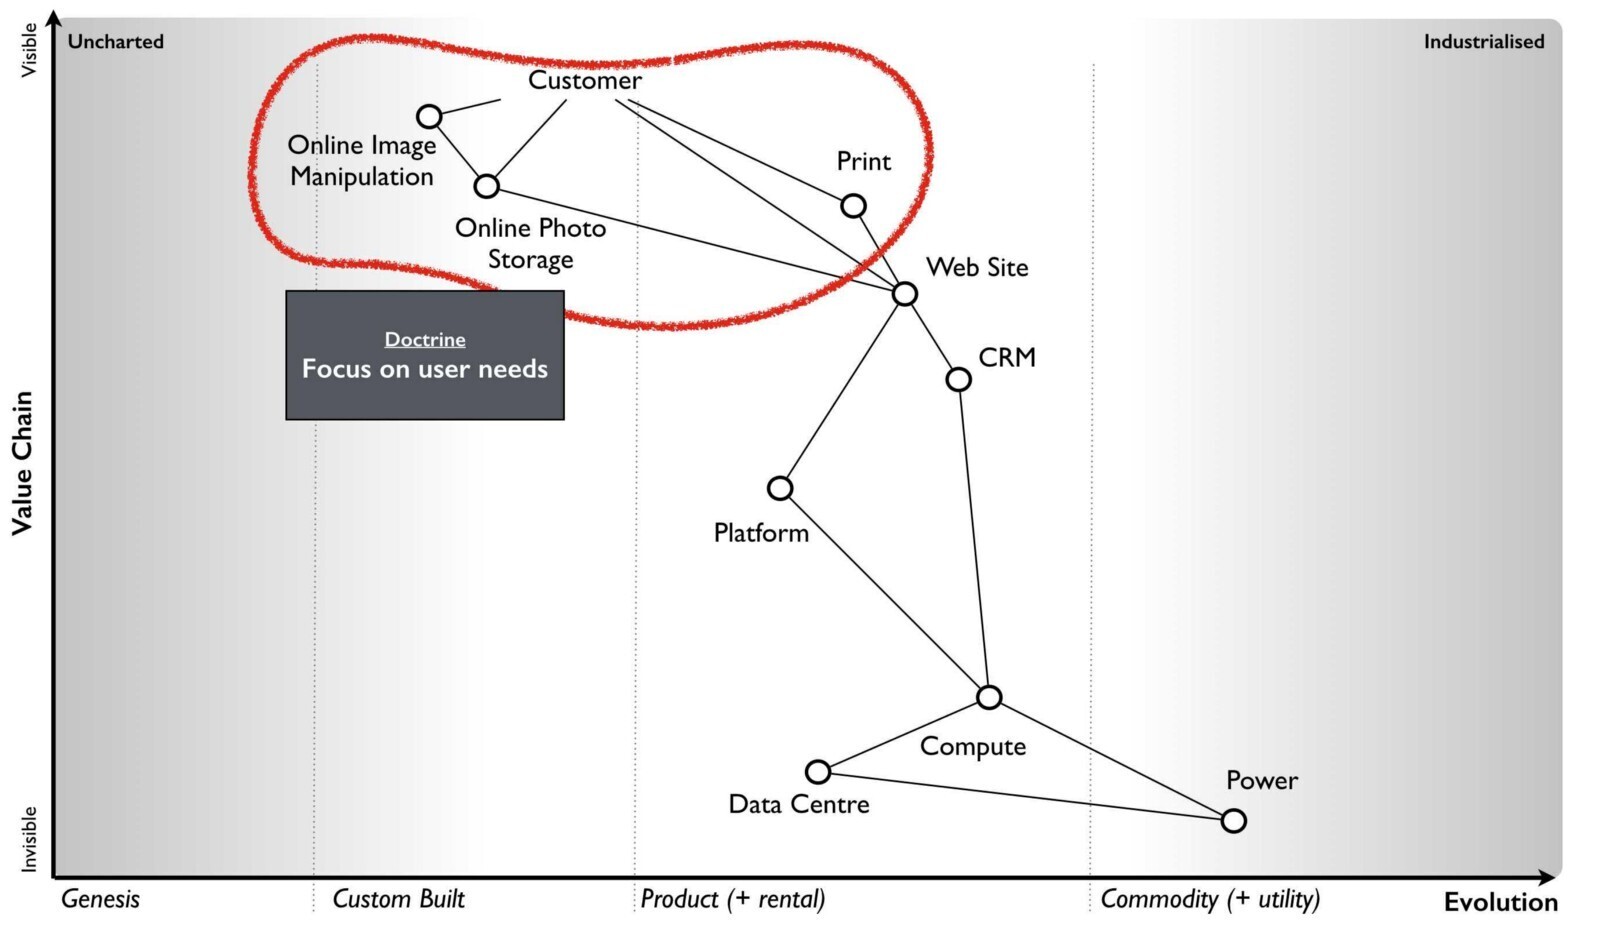 Visible
Uncharted
Industrialised
Customer
Online Image
Manipulation
Print
Online Photo
Storage
Web Site
Doctrine
Focus on user needs
CRM
Value Chain
Platform
Compute
Power
Data Centre
Invisible
Genesis
Custom Built
Product (+ rental)
Commodity (+ utility)
Evolution